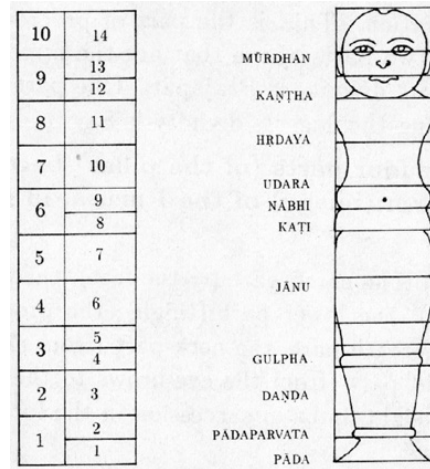 10
9
8
7
6
5
4
3
2
1
14
13
12
11
10
9
8
7
6
5
4
3
2
1
MŪRDHAN
KAṆṬHA
HṚDAYA
UDARA
NĀBHI
KAṬI
JĀNU
GULPHA
DAṆḌA
PĀDAPARVATA
PĀDA